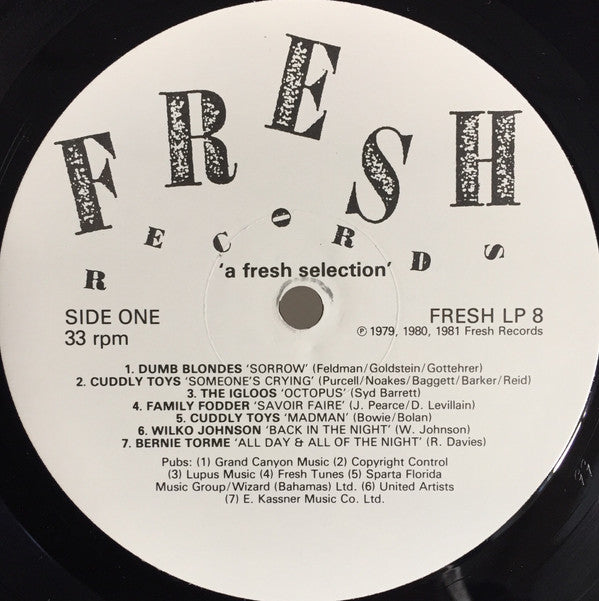 FRESH
RECORDS
'a fresh selection'
SIDE ONE
33 rpm
FRESH LP 8
℗ 1979, 1980, 1981 Fresh Records
1. DUMB BLONDES 'SORROW' (Feldman/Goldstein/Gottehrer)
2. CUDDLY TOYS 'SOMEONE'S CRYING' (Purcell/Noakes/Baggett/Barker/Reid)
3. THE IGLOOS 'OCTOPUS' (Syd Barrett)
4. FAMILY FODDER 'SAVOIR FAIRE' (J. Pearce/D. Levillain)
5. CUDDLY TOYS 'MADMAN' (Bowie/Bolan)
6. WILKO JOHNSON 'BACK IN THE NIGHT' (W. Johnson)
7. BERNIE TORME 'ALL DAY & ALL OF THE NIGHT' (R. Davies)
Pubs: (1) Grand Canyon Music (2) Copyright Control
(3) Lupus Music (4) Fresh Tunes (5) Sparta Florida
Music Group/Wizard (Bahamas) Ltd. (6) United Artists
(7) E. Kassner Music Co. Ltd.